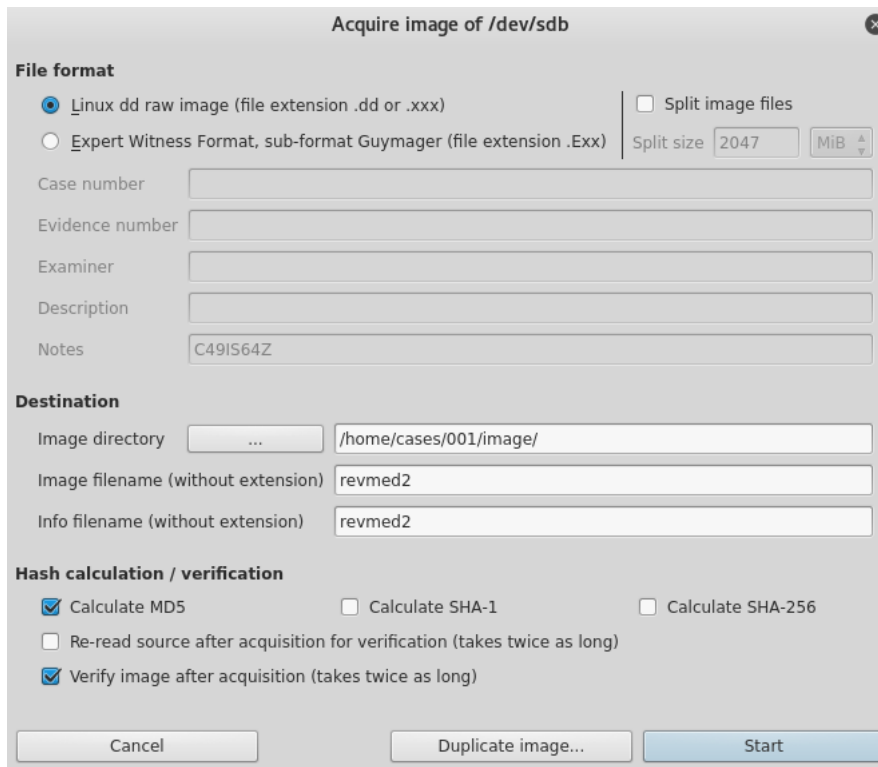 Acquire image of /dev/sdb
File format
Linux dd raw image (file extension .dd or .xxx)
Split image files
Expert Witness Format, sub-format Guymager (file extension .Exx)
Split size 2047 MiB
Case number
Evidence number
Examiner
Description
Notes C49IS64Z
Destination
Image directory ... /home/cases/001/image/
Image filename (without extension) revmed2
Info filename (without extension) revmed2
Hash calculation / verification
Calculate MD5 Calculate SHA-1 Calculate SHA-256
Re-read source after acquisition for verification (takes twice as long)
Verify image after acquisition (takes twice as long)
Cancel Duplicate image... Start